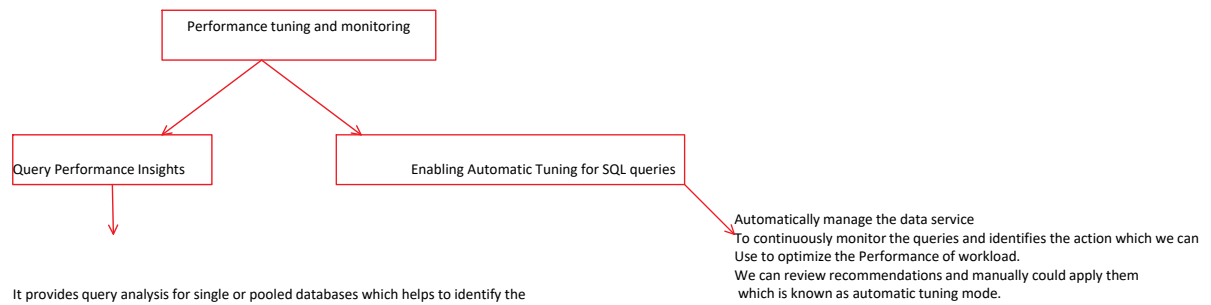 Performance tuning and monitoring
Query Performance Insights
Enabling Automatic Tuning for SQL queries
Automatically manage the data service
To continuously monitor the queries and identifies the action which we can
Use to optimize the Performance of workload.
We can review recommendations and manually could apply them
which is known as automatic tuning mode.
It provides query analysis for single or pooled databases which helps to identify the